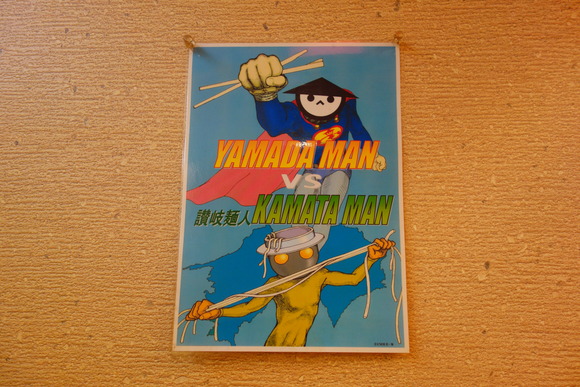 YAMADA MAN
VS
讃岐麺人 KAMATA MAN